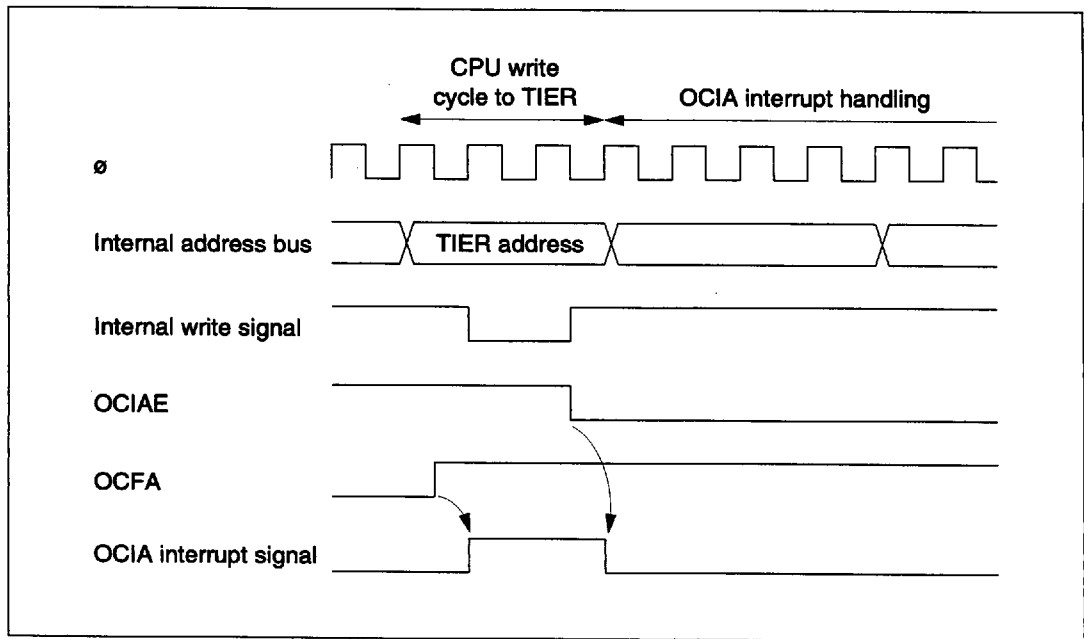 CPU write
cycle to TIER
OCIA interrupt handling
ø
Internal address bus
TIER address
Internal write signal
OCIAE
OCFA
OCIA interrupt signal